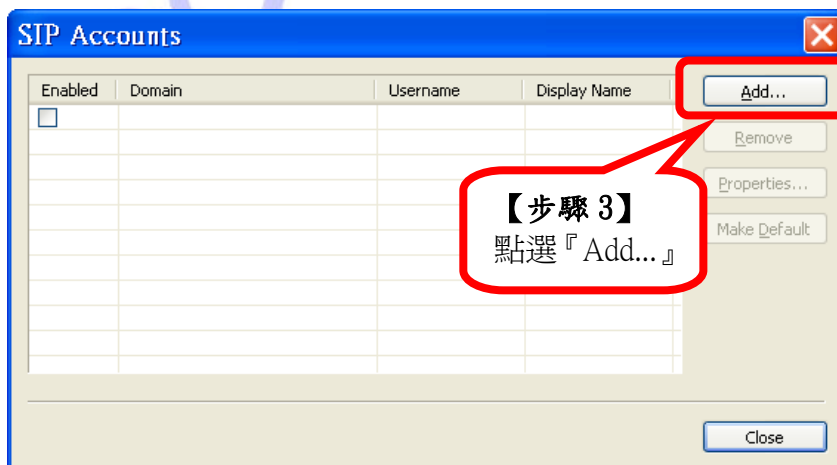 SIP Accounts
Enabled Domain Username Display Name
Add...
Remove
Properties...
Make Default
【步驟 3】
點選『Add...』
Close